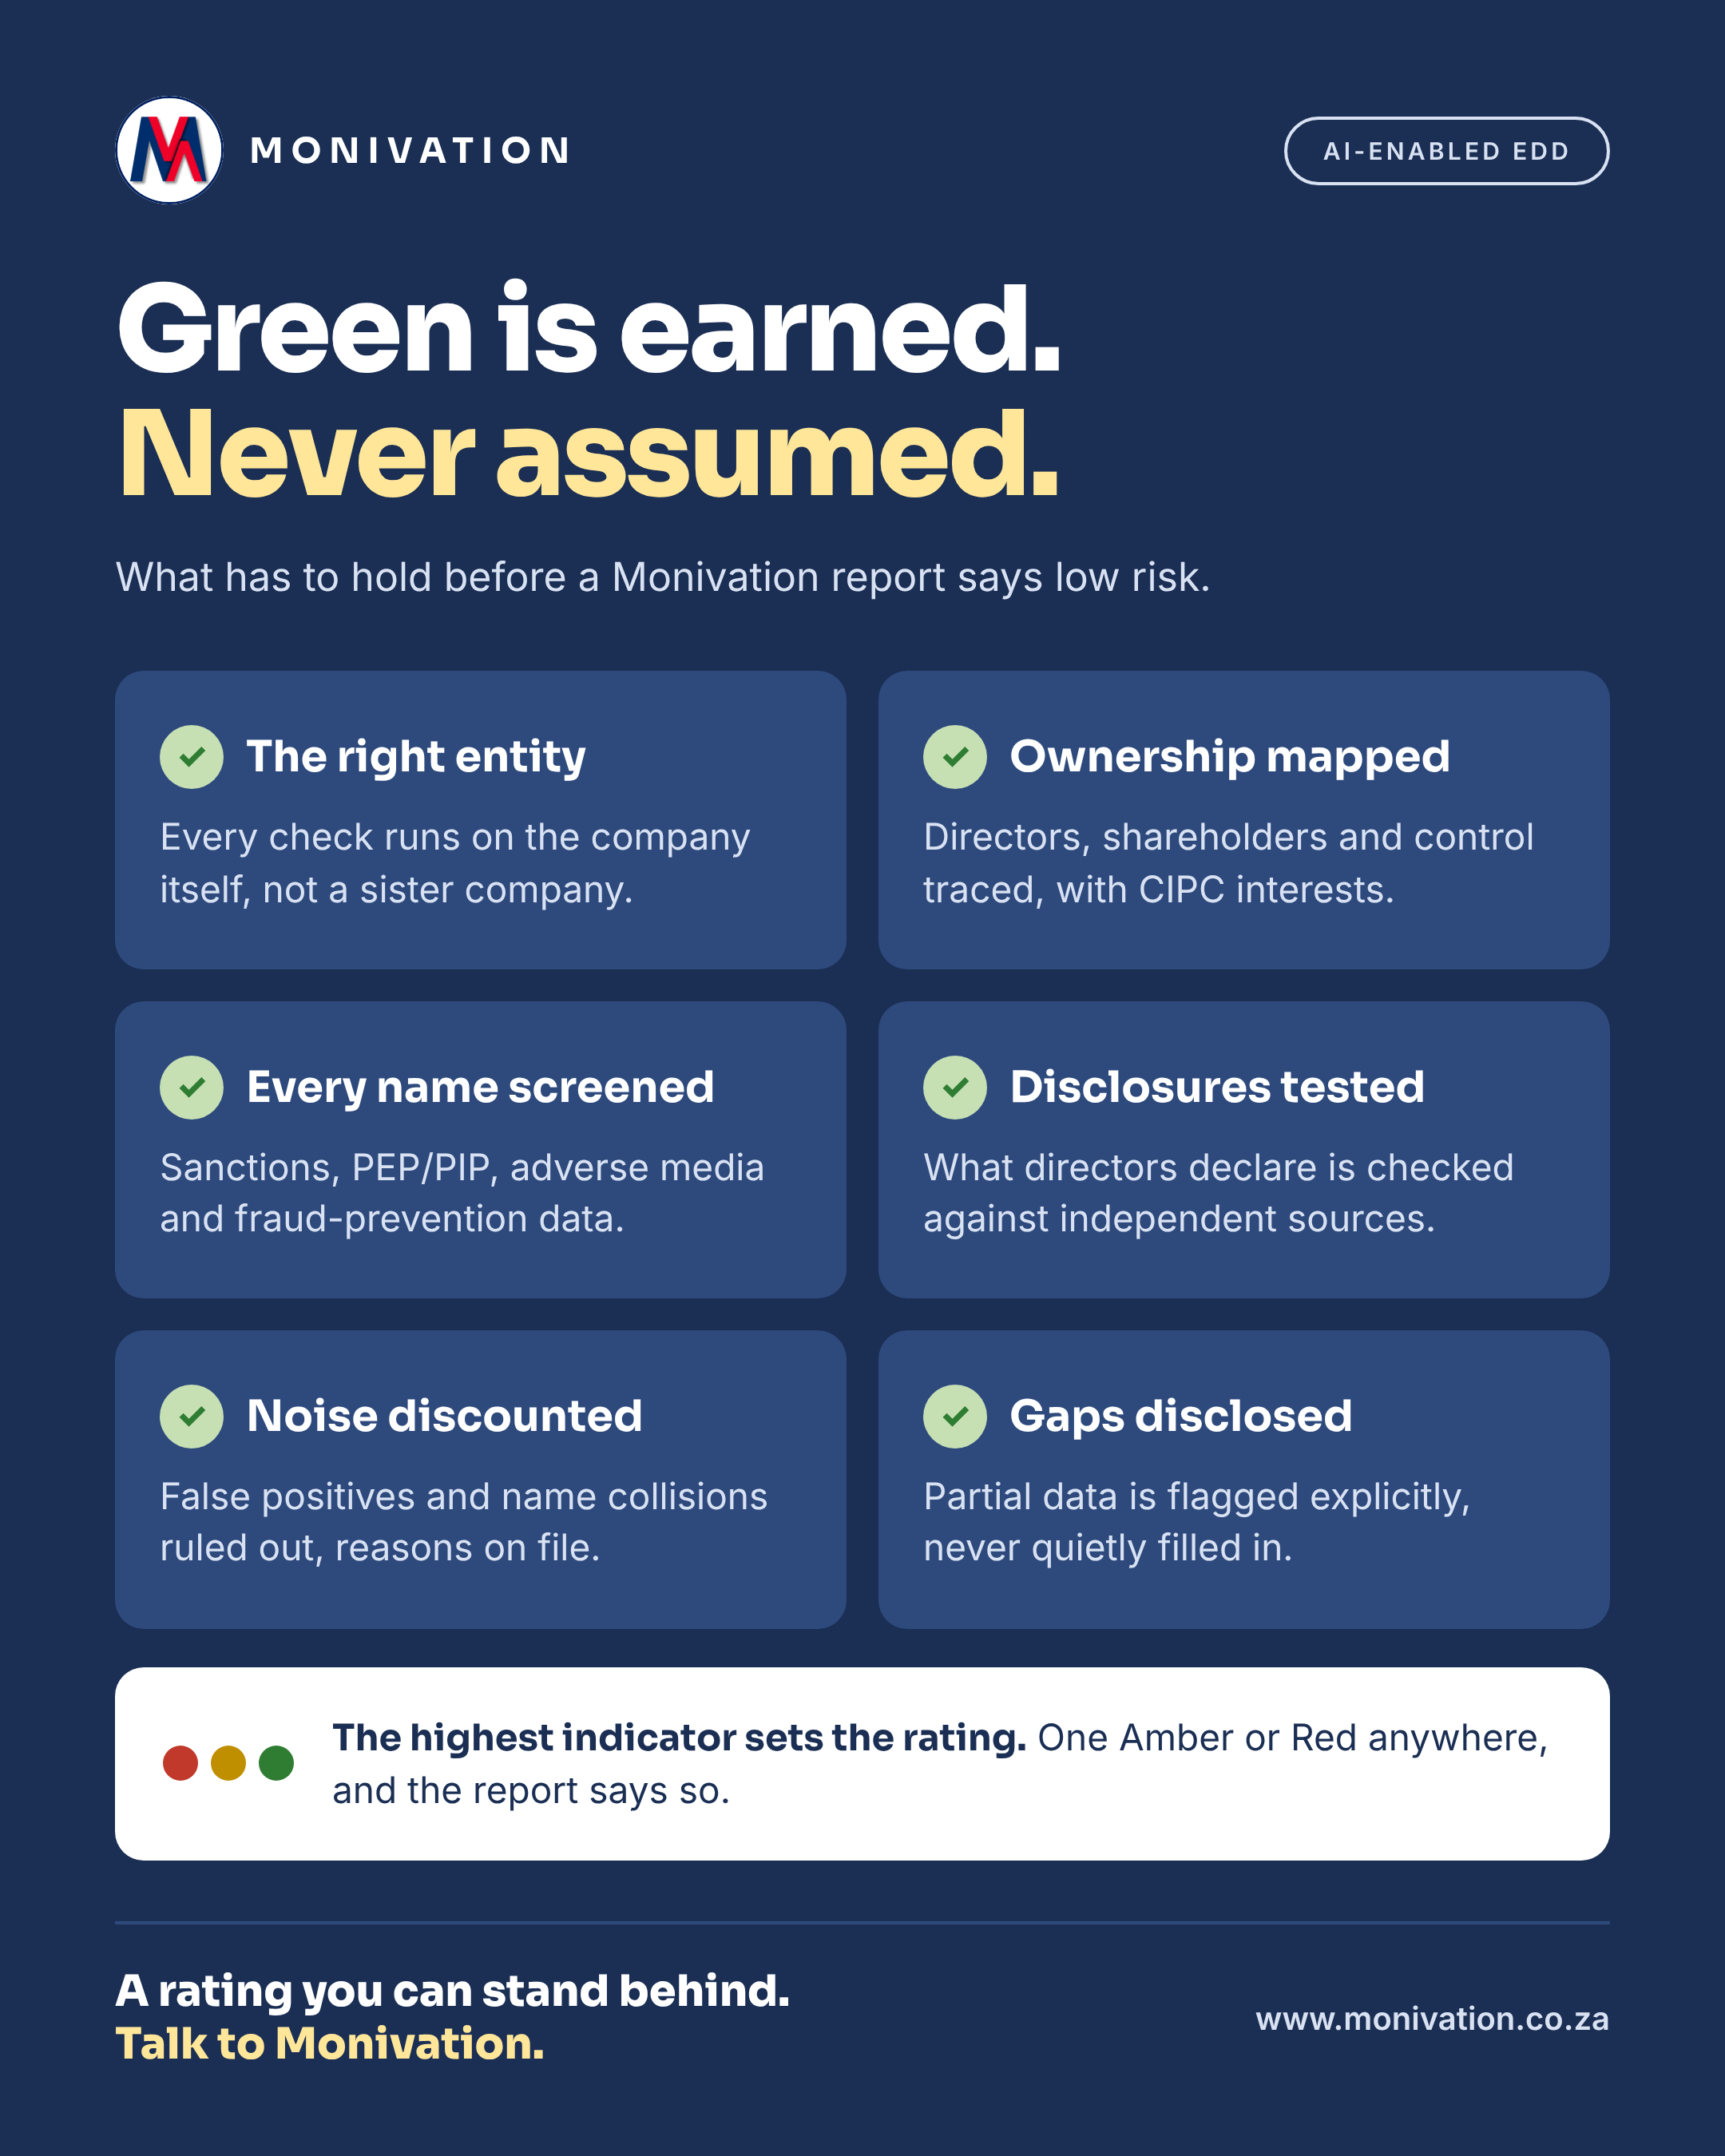 MONIVATION
AI-ENABLED EDD
Green is earned.
Never assumed.
What has to hold before a Monivation report says low risk.
The right entity
Every check runs on the company
itself, not a sister company.
Ownership mapped
Directors, shareholders and control
traced, with CIPC interests.
Every name screened
Sanctions, PEP/PIP, adverse media
and fraud-prevention data.
Disclosures tested
What directors declare is checked
against independent sources.
Noise discounted
False positives and name collisions
ruled out, reasons on file.
Gaps disclosed
Partial data is flagged explicitly,
never quietly filled in.
The highest indicator sets the rating. One Amber or Red anywhere,
and the report says so.
A rating you can stand behind.
Talk to Monivation.
www.monivation.co.za